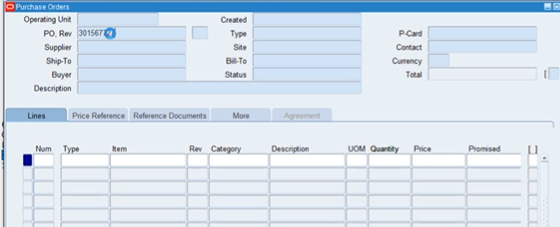 Purchase Orders
Operating Unit Created
PO, Rev 301567 Type P-Card
Supplier Site Contact
Ship-To Bill-To Currency
Buyer Status Total [
Description
Lines Price Reference Reference Documents More Agreement
Num Type Item Rev Category Description UOM Quantity Price Promised [ ]